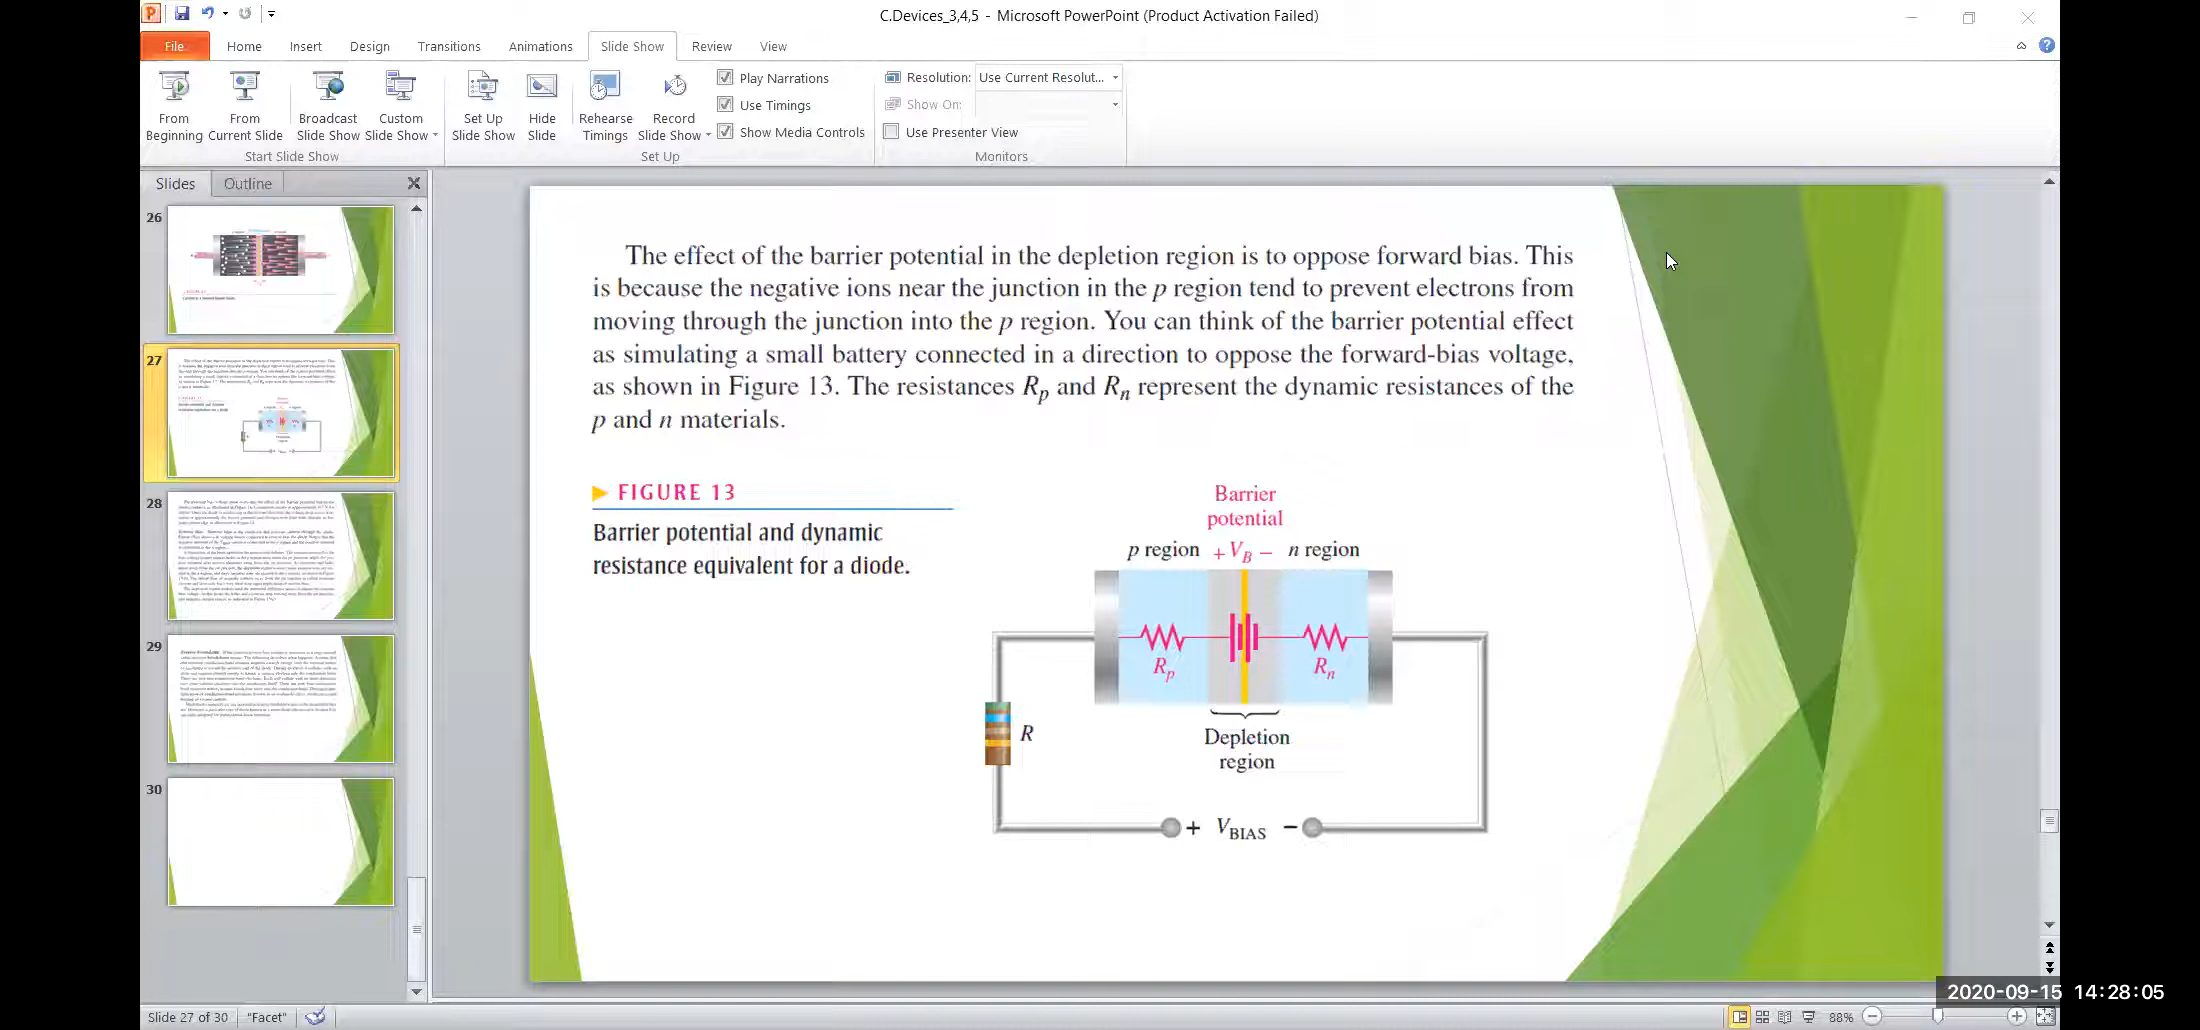 C.Devices_3,4,5 - Microsoft PowerPoint (Product Activation Failed)
File Home Insert Design Transitions Animations Slide Show Review View
From Beginning
From Current Slide
Broadcast Slide Show
Custom Slide Show
Start Slide Show
Set Up Slide Show
Hide Slide
Rehearse Timings
Record Slide Show
Play Narrations
Use Timings
Show Media Controls
Set Up
Resolution: Use Current Resolut...
Show On:
Use Presenter View
Monitors
Slides Outline
26
27
28
29
30
The effect of the barrier potential in the depletion region is to oppose forward bias. This
is because the negative ions near the junction in the p region tend to prevent electrons from
moving through the junction into the p region. You can think of the barrier potential effect
as simulating a small battery connected in a direction to oppose the forward-bias voltage,
as shown in Figure 13. The resistances Rp and Rn represent the dynamic resistances of the
p and n materials.
FIGURE 13
Barrier potential and dynamic
resistance equivalent for a diode.
Barrier
potential
p region + VB − n region
Rp
Rn
R
Depletion
region
+ VBIAS −
2020-09-15 14:28:05
Slide 27 of 30 "Facet" 88%